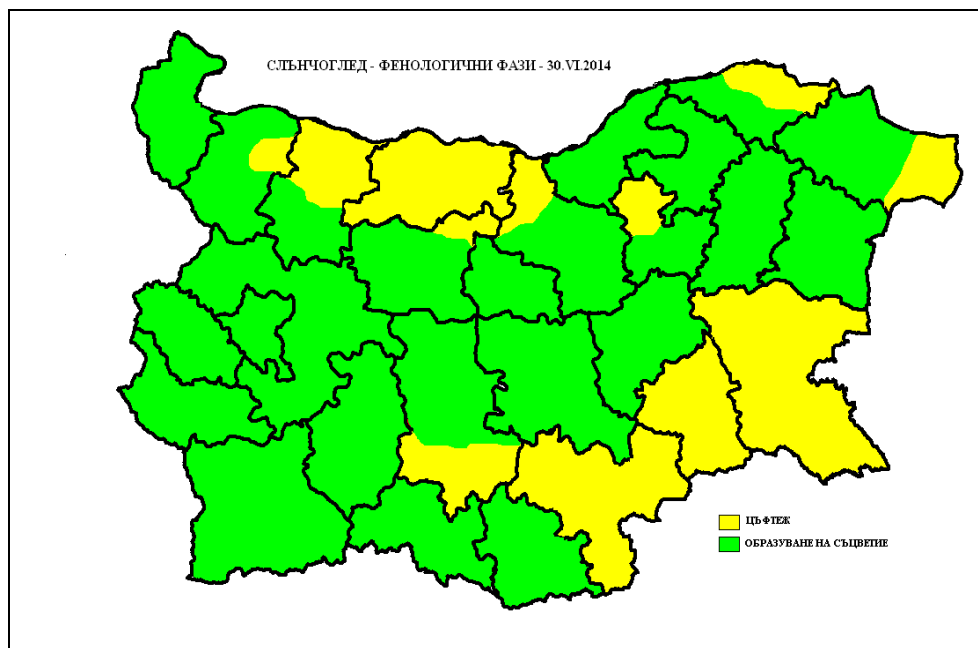 СЛЪНЧОГЛЕД - ФЕНОЛОГИЧНИ ФАЗИ - 30.VI.2014
ЦЪФТЕЖ
ОБРАЗУВАНЕ НА СЪЦВЕТИЕ